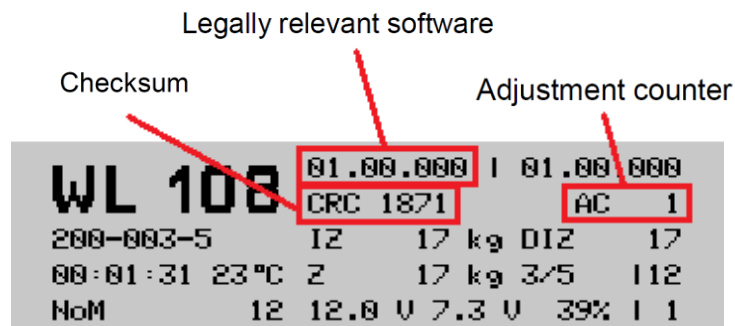 Legally relevant software
Checksum
Adjustment counter
WL 108 01.00.000 | 01.00.000
CRC 1871 AC 1
200-003-5 IZ 17 kg DIZ 17
00:01:31 23°C Z 17 kg 3/5 |12
NoM 12 12.0 V 7.3 V 39% | 1